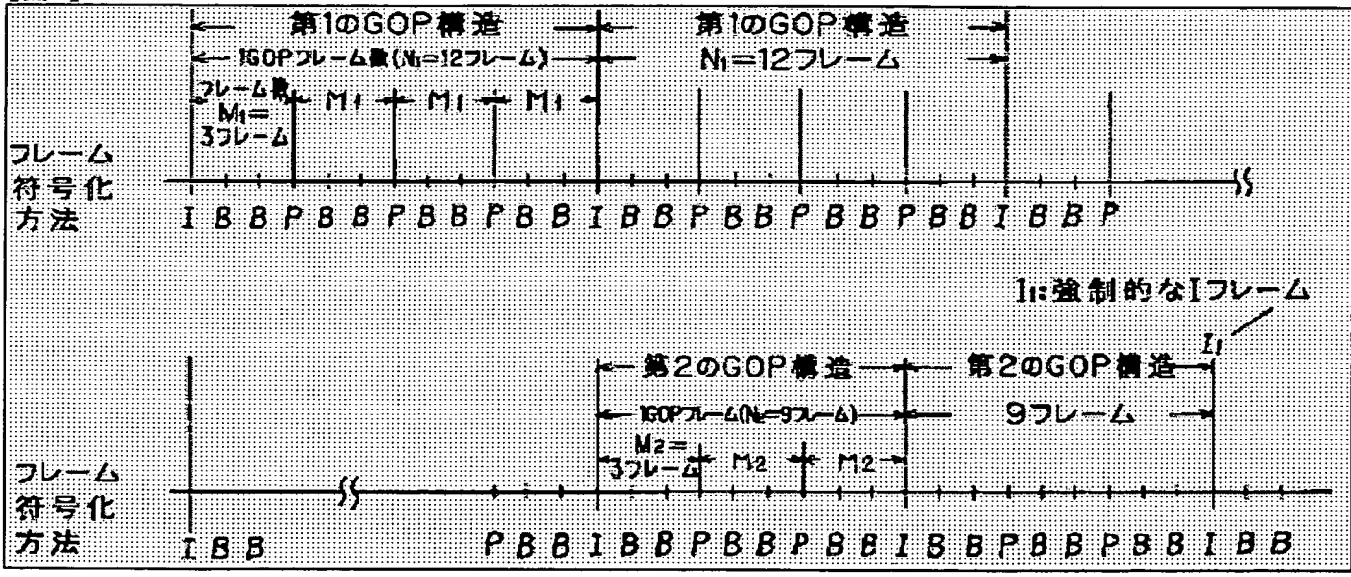 第1のGOP構造 第1のGOP構造
1GOPフレーム数(N1=12フレーム) N1=12フレーム
フレーム数 M1 M1 M1
M1=
3フレーム
フレーム
符号化
方法
I B B P B B P B B P B B I B B P B B P B B P B B I B B P
I1:強制的なIフレーム
I1
第2のGOP構造 第2のGOP構造
1GOPフレーム(N2=9フレーム) 9フレーム
M2= M2 M2
3フレーム
フレーム
符号化
方法
I B B P B B I B B P B B P B B I B B P B B P B B I B B